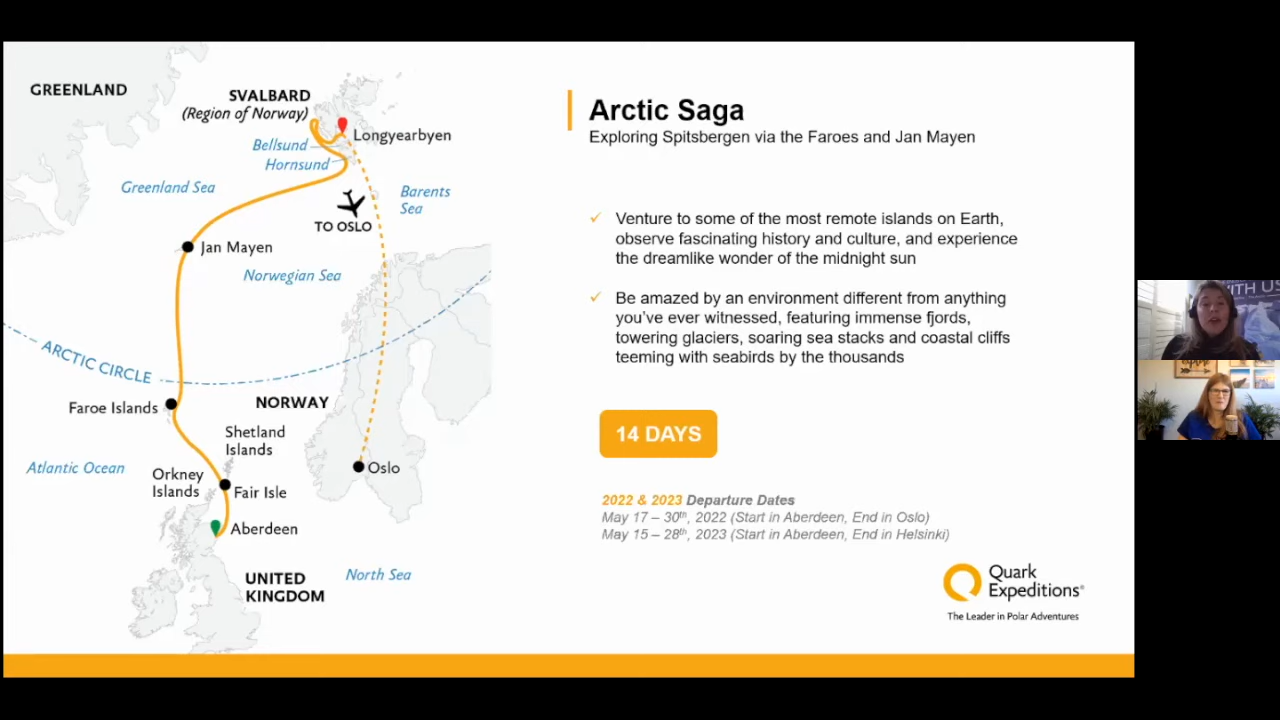 GREENLAND
SVALBARD
(Region of Norway)
Longyearbyen
Bellsund
Hornsund
Greenland Sea
Barents
Sea
TO OSLO
Jan Mayen
Norwegian Sea
ARCTIC CIRCLE
Faroe Islands
NORWAY
Shetland
Islands
Atlantic Ocean
Orkney
Islands
Oslo
Fair Isle
Aberdeen
UNITED
KINGDOM
North Sea
Arctic Saga
Exploring Spitsbergen via the Faroes and Jan Mayen
✓ Venture to some of the most remote islands on Earth,
observe fascinating history and culture, and experience
the dreamlike wonder of the midnight sun
✓ Be amazed by an environment different from anything
you've ever witnessed, featuring immense fjords,
towering glaciers, soaring sea stacks and coastal cliffs
teeming with seabirds by the thousands
14 DAYS
2022 & 2023 Departure Dates
May 17 – 30th, 2022 (Start in Aberdeen, End in Oslo)
May 15 – 28th, 2023 (Start in Aberdeen, End in Helsinki)
Quark
Expeditions®
The Leader in Polar Adventures
WITH US